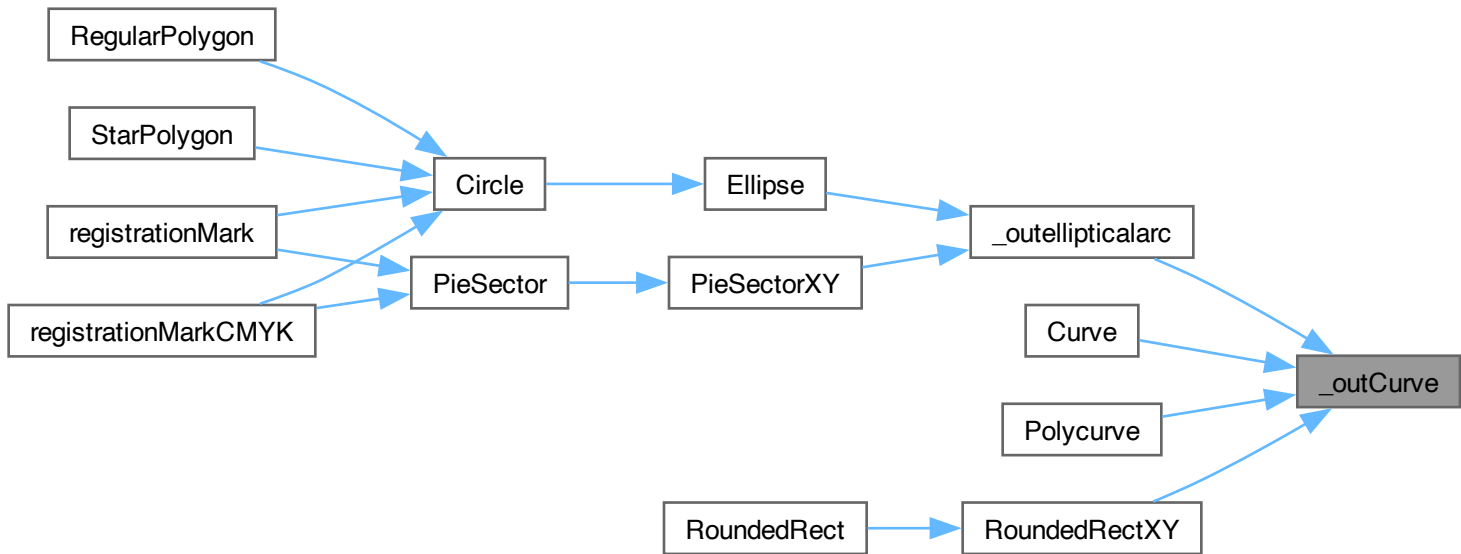 RegularPolygon
StarPolygon
Circle
Ellipse
registrationMark
_outellipticalarc
PieSector
PieSectorXY
registrationMarkCMYK
Curve
_outCurve
Polycurve
RoundedRect
RoundedRectXY